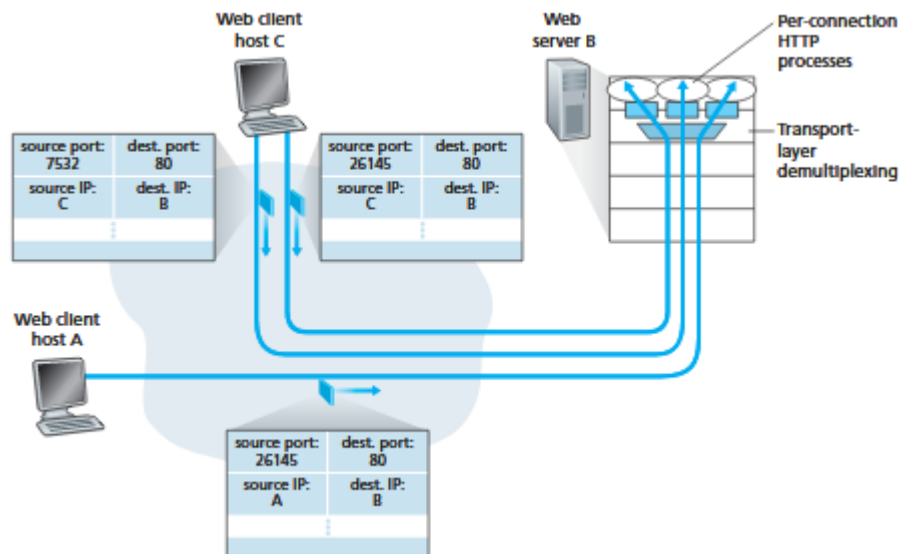 Web client
host C
Web
server B
Per-connection
HTTP
processes
Transport-
layer
demultiplexing
source port:
7532
dest. port:
80
source IP:
C
dest. IP:
B
source port:
26145
dest. port:
80
source IP:
C
dest. IP:
B
Web client
host A
source port:
26145
dest. port:
80
source IP:
A
dest. IP:
B